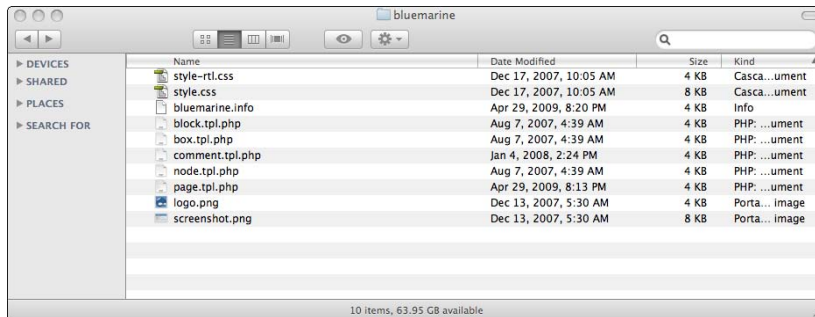 bluemarine
DEVICES
SHARED
PLACES
SEARCH FOR
Name Date Modified Size Kind
style-rtl.css Dec 17, 2007, 10:05 AM 4 KB Casca...ument
style.css Dec 17, 2007, 10:05 AM 8 KB Casca...ument
bluemarine.info Apr 29, 2009, 8:20 PM 4 KB Info
block.tpl.php Aug 7, 2007, 4:39 AM 4 KB PHP: ...ument
box.tpl.php Aug 7, 2007, 4:39 AM 4 KB PHP: ...ument
comment.tpl.php Jan 4, 2008, 2:24 PM 4 KB PHP: ...ument
node.tpl.php Aug 7, 2007, 4:39 AM 4 KB PHP: ...ument
page.tpl.php Apr 29, 2009, 8:13 PM 4 KB PHP: ...ument
logo.png Dec 13, 2007, 5:30 AM 4 KB Porta... image
screenshot.png Dec 13, 2007, 5:30 AM 8 KB Porta... image
10 items, 63.95 GB available